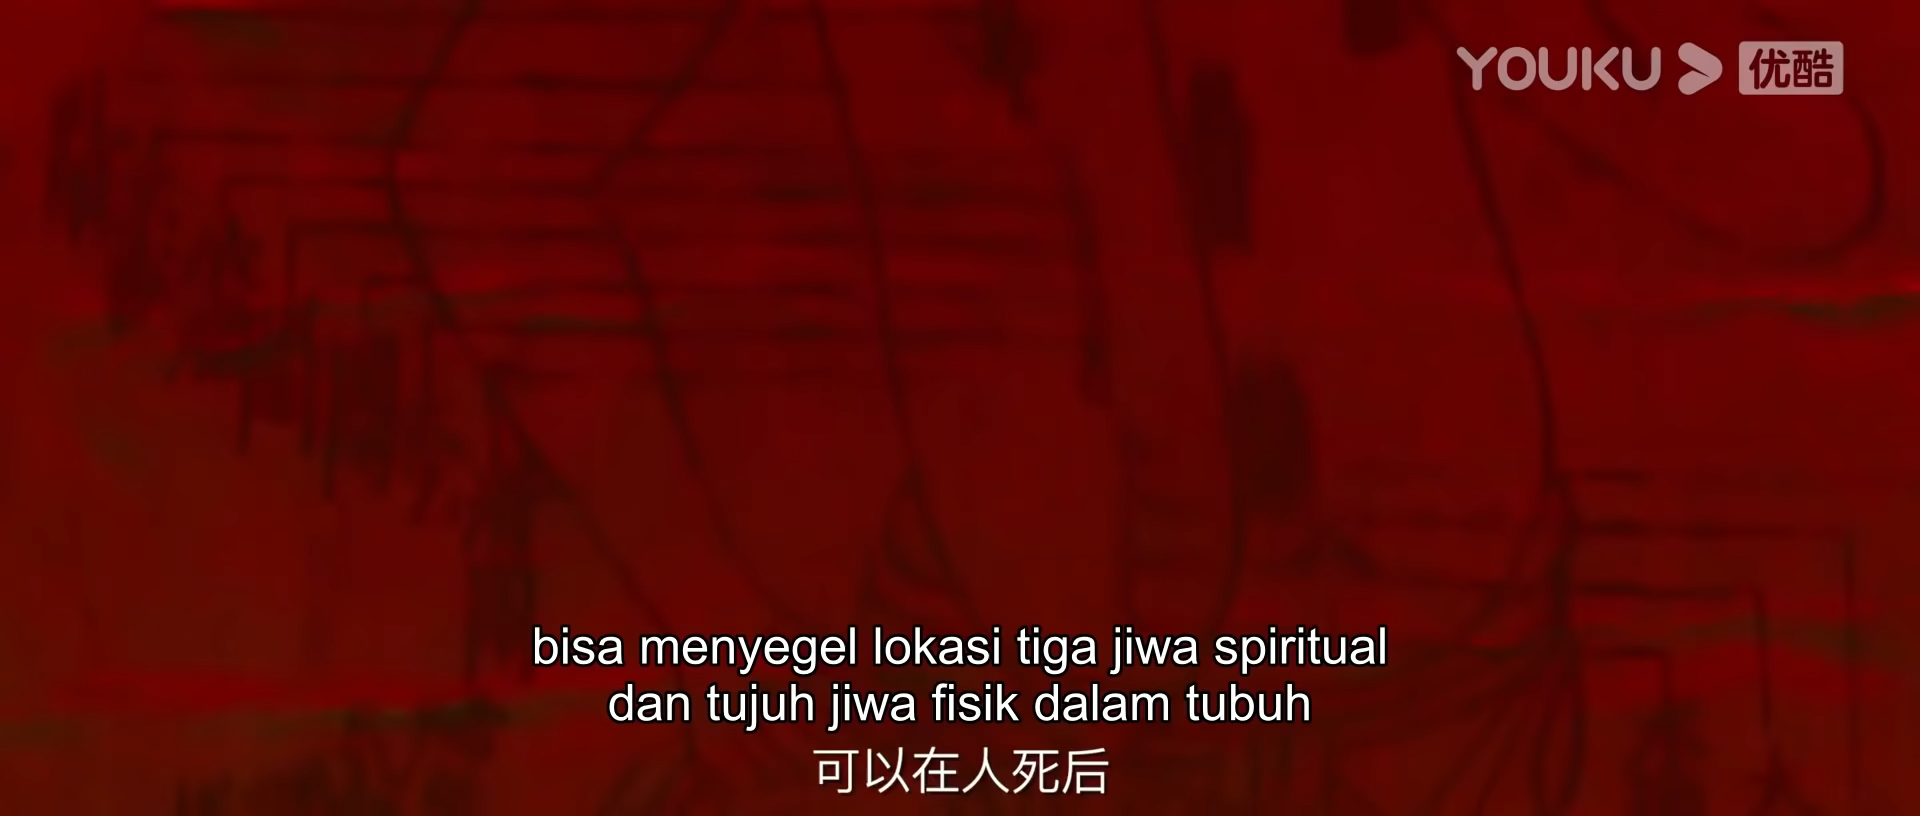 YOUKU 优酷
bisa menyegel lokasi tiga jiwa spiritual
dan tujuh jiwa fisik dalam tubuh
可以在人死后